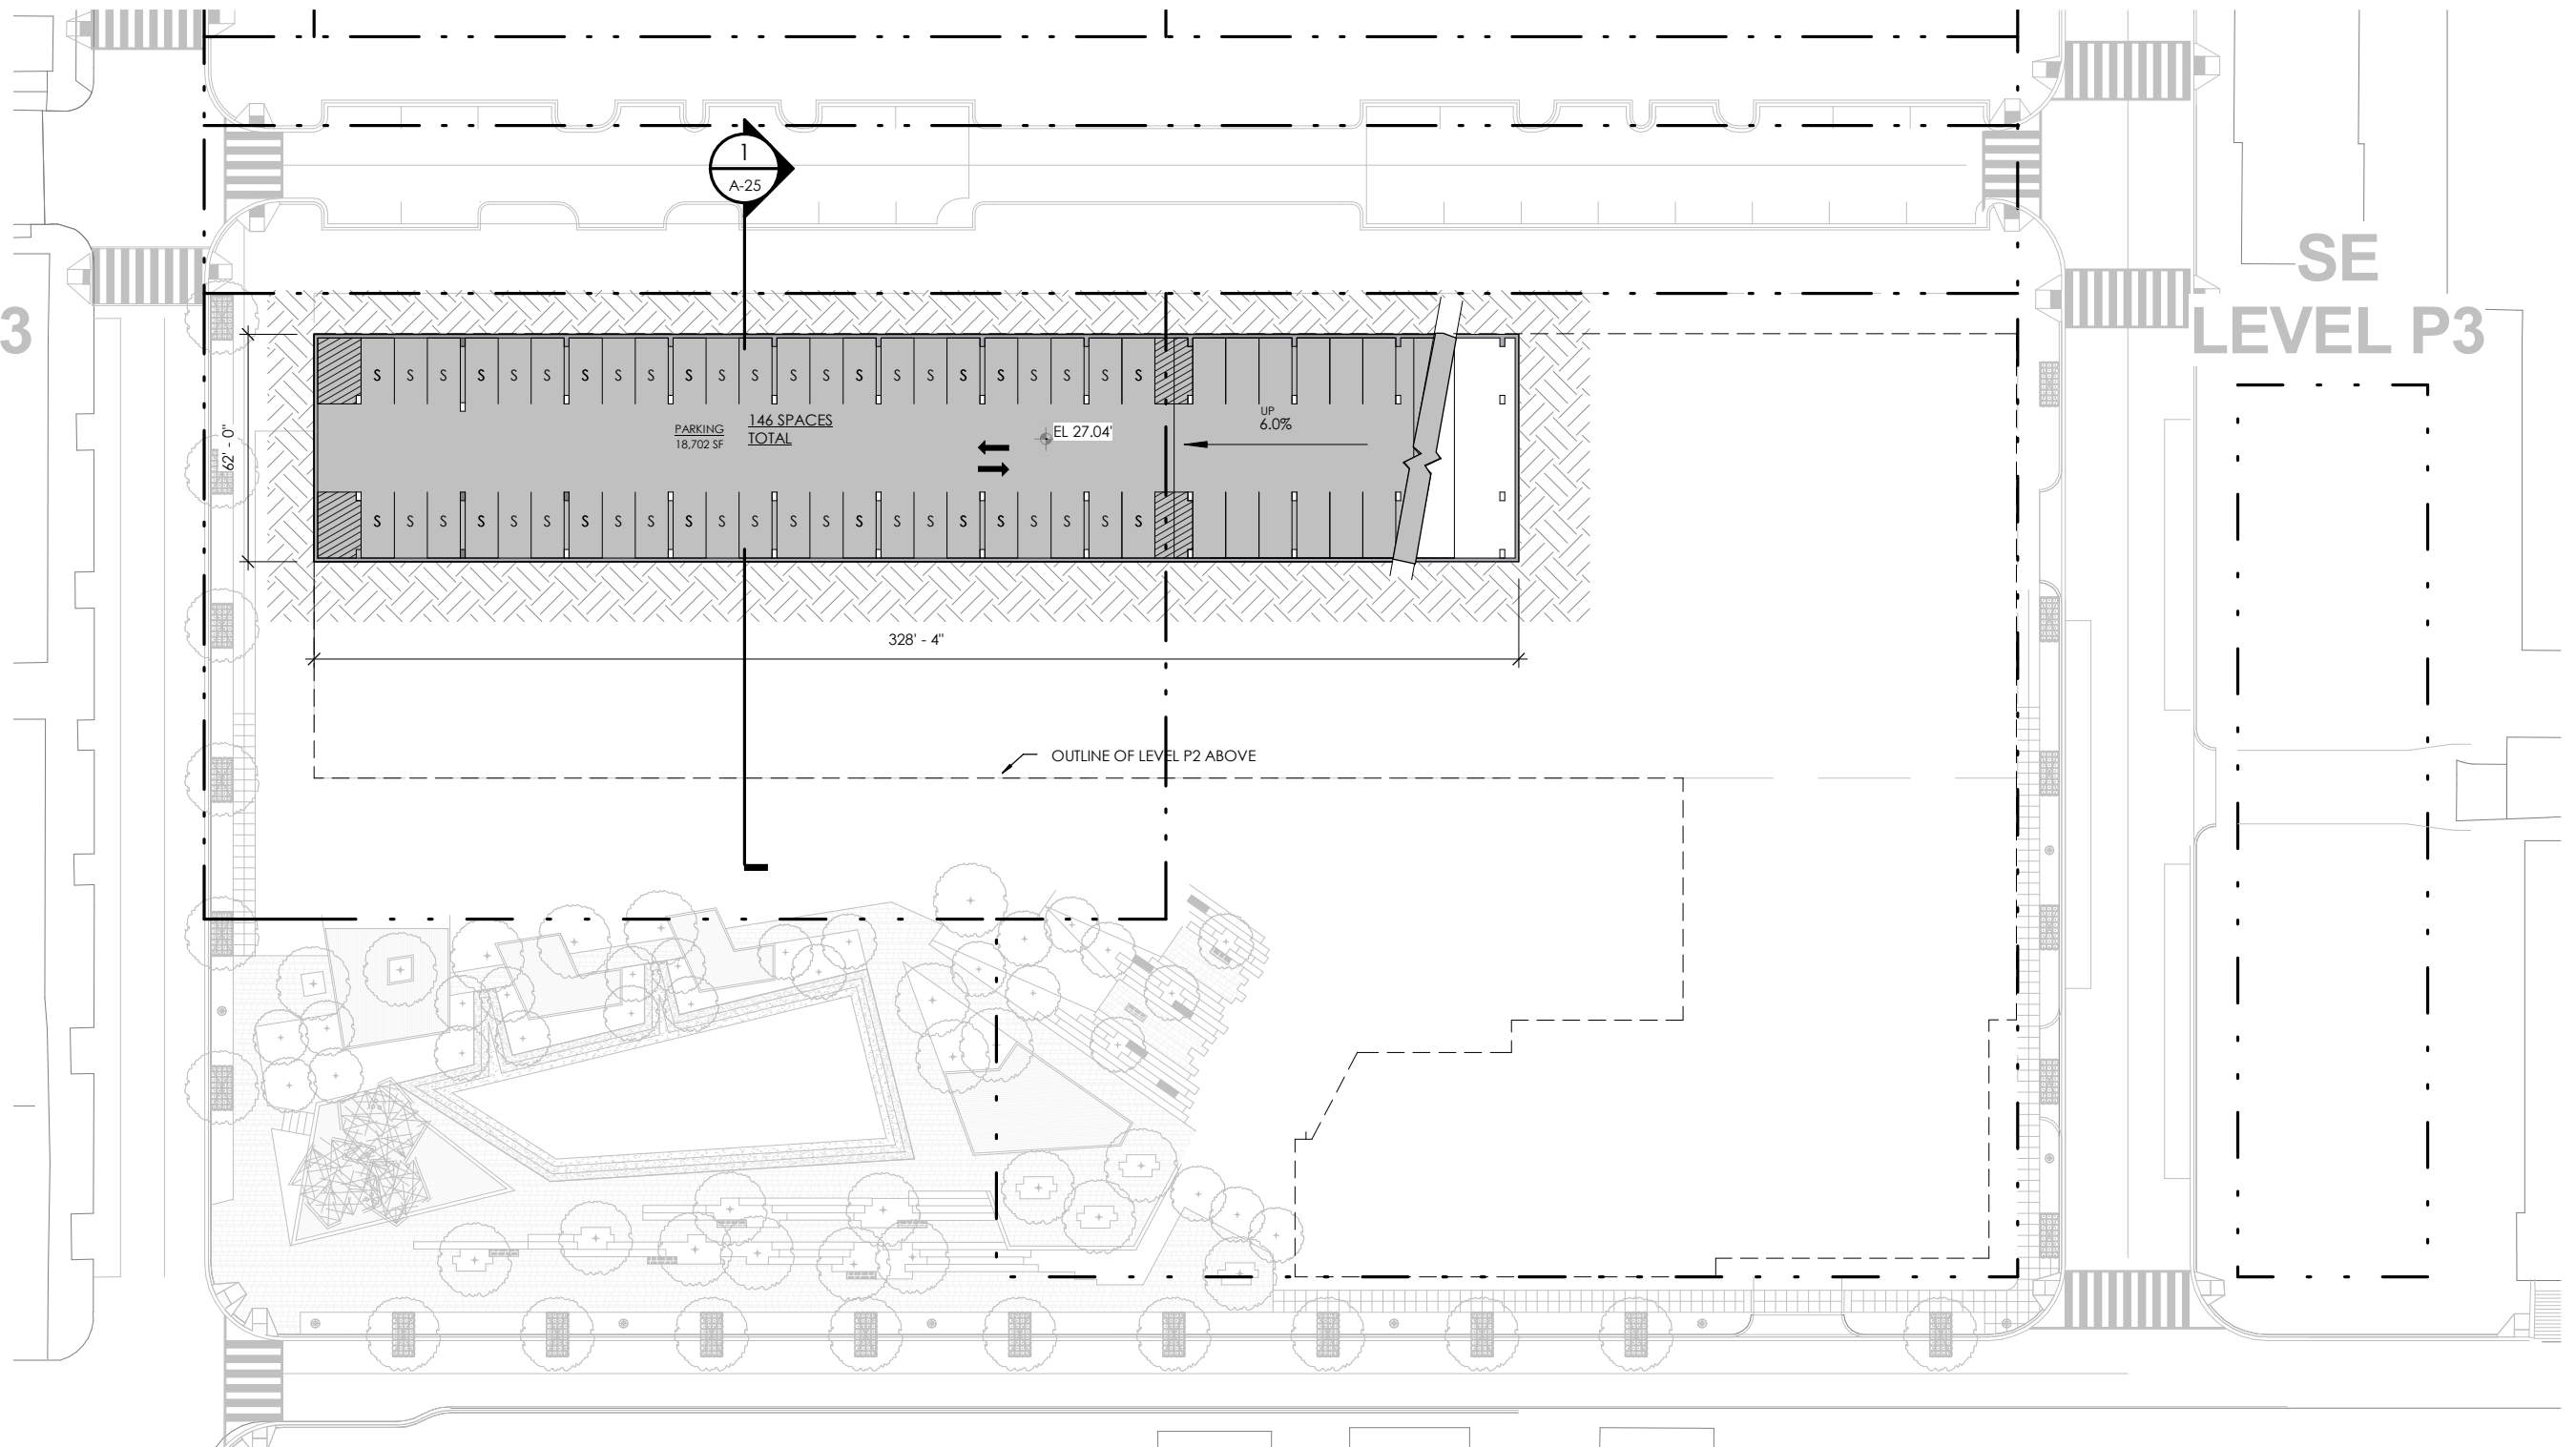 1
A-25
SE
LEVEL P3
3
S S S S S S S S S S S S S S S S S S S S S S S S
62' - 0"
PARKING
18,702 SF
146 SPACES
TOTAL
EL 27.04'
UP
6.0%
S S S S S S S S S S S S S S S S S S S S S S S S
328' - 4"
OUTLINE OF LEVEL P2 ABOVE